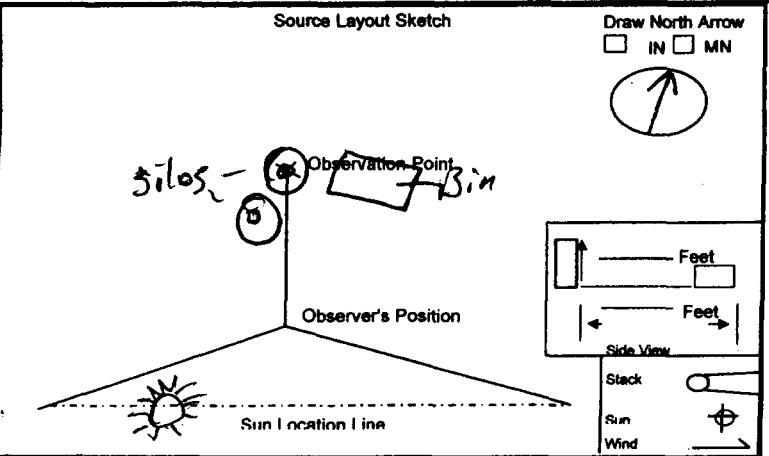 Source Layout Sketch
Draw North Arrow
IN MN
Observation Point
Silos
Bin
Feet
Observer's Position
Feet
Side View
Stack
Sun Location Line
Sun
Wind